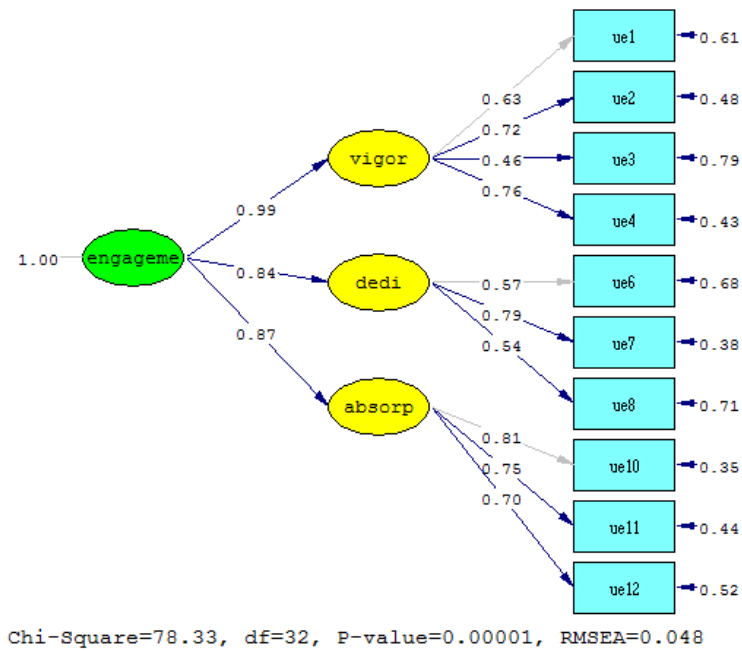 ue1
0.61
0.63
ue2
0.48
0.72
vigor
0.46
ue3
0.79
0.76
0.99
ue4
0.43
1.00
engageme
0.84
dedi
0.57
ue6
0.68
0.79
0.87
0.54
ue7
0.38
absorp
ue8
0.71
0.81
0.75
ue10
0.35
0.70
ue11
0.44
ue12
0.52
Chi-Square=78.33, df=32, P-value=0.00001, RMSEA=0.048